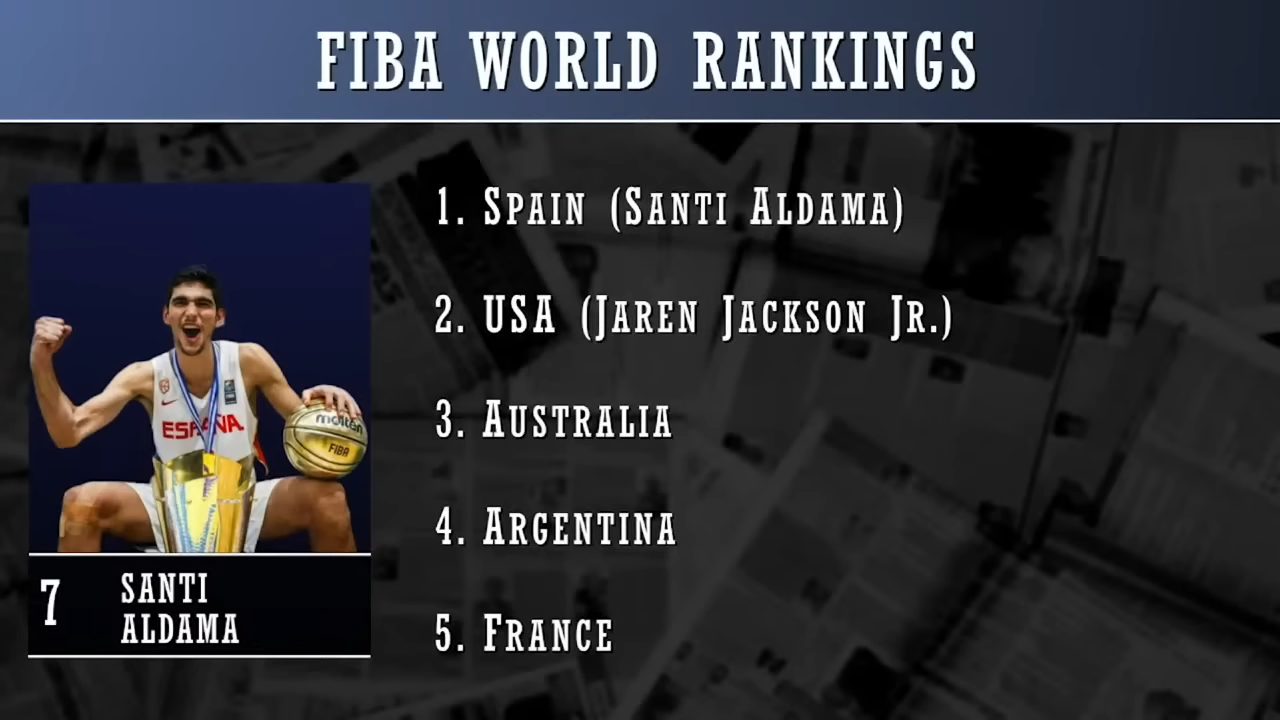 FIBA WORLD RANKINGS
1. SPAIN (SANTI ALDAMA)
2. USA (JAREN JACKSON JR.)
3. AUSTRALIA
4. ARGENTINA
5. FRANCE
ESPAÑA
molten
FIBA
7 SANTI
ALDAMA